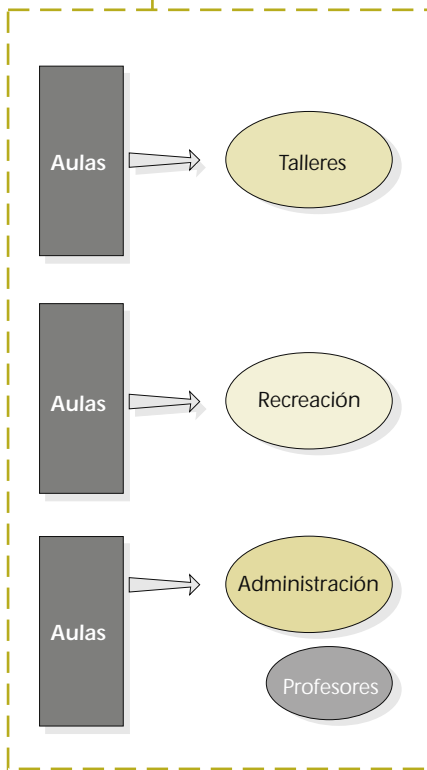 Aulas
Talleres
Aulas
Recreación
Aulas
Administración
Profesores